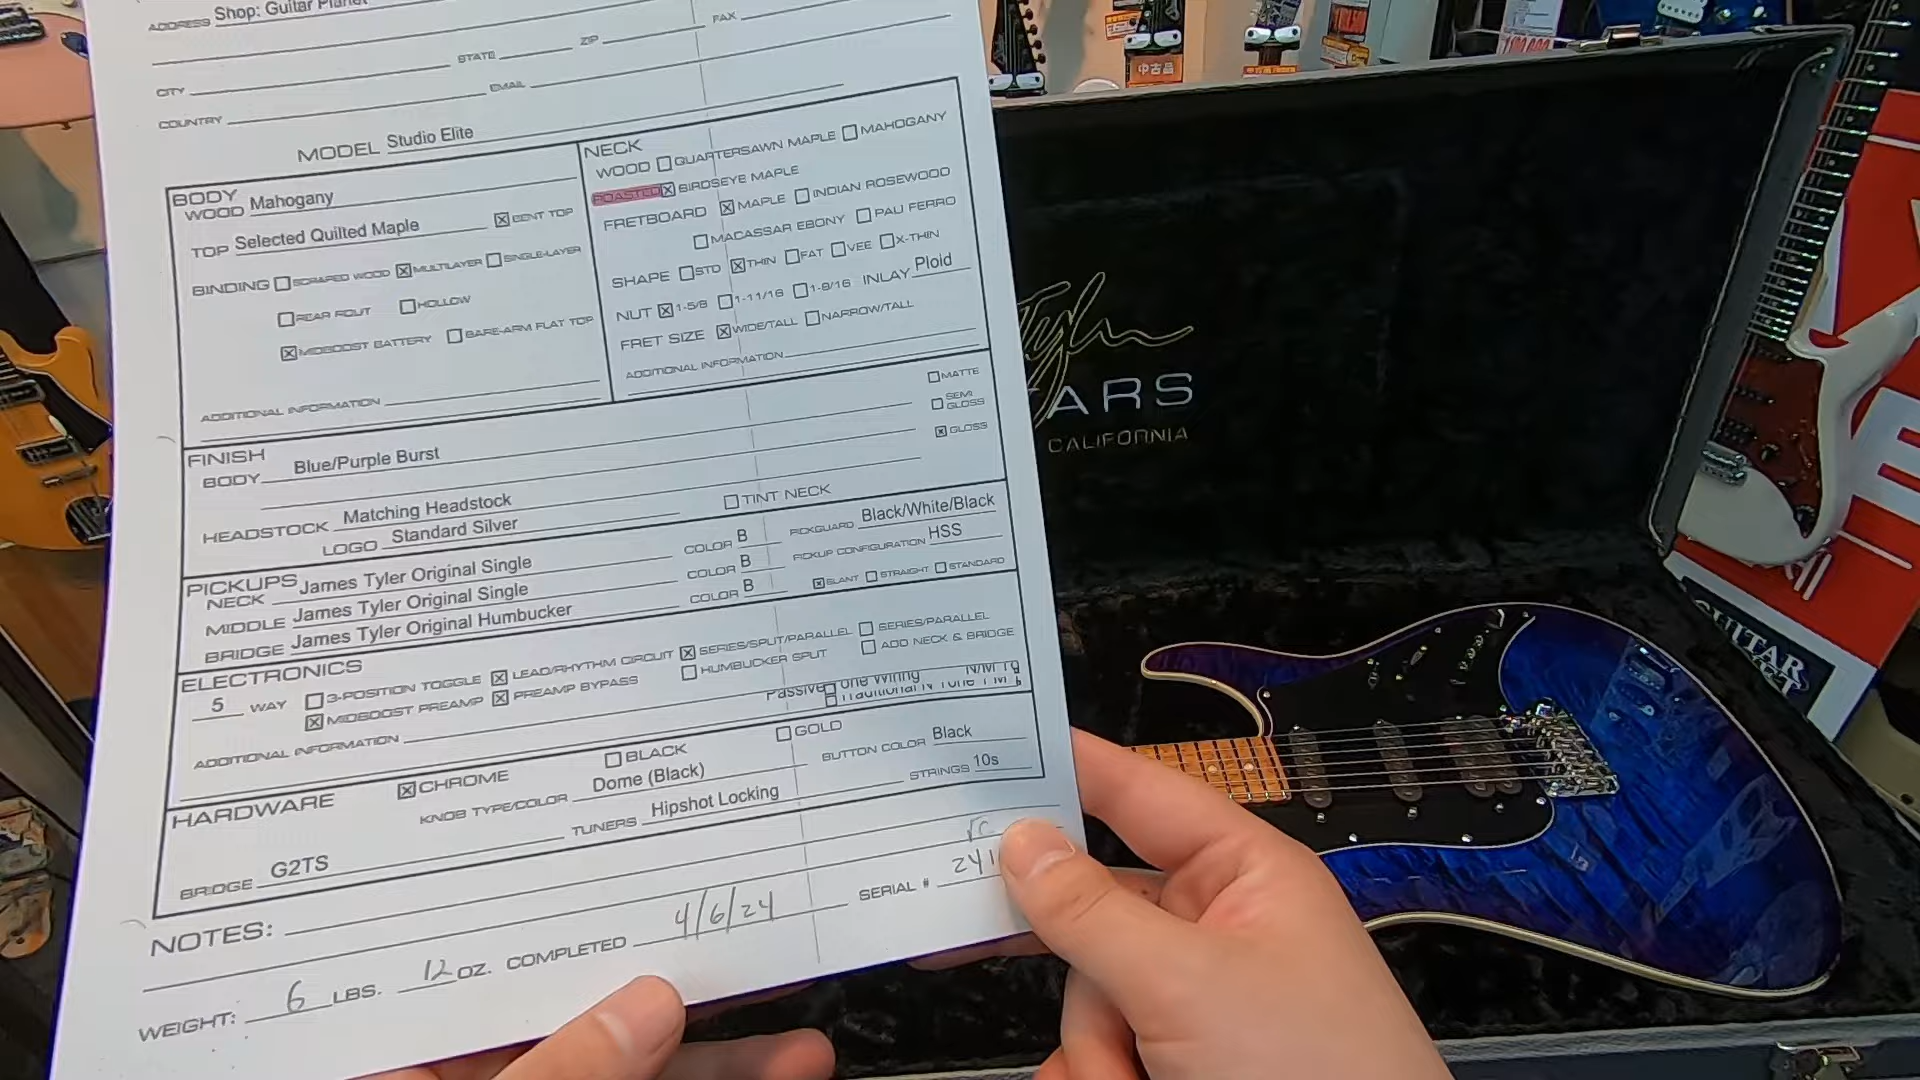 ADDRESS Shop: Guitar Planet
FAX
CITY STATE ZIP
COUNTRY EMAIL
MODEL Studio Elite
BODY
WOOD Mahogany
TOP Selected Quilted Maple ☒ BENT TOP
BINDING ☐ SCRAPED WOOD ☒ MULTILAYER ☐ SINGLE-LAYER
☐ REAR ROUT ☐ HOLLOW
☒ MIDBOOST BATTERY ☐ BARE-ARM FLAT TOP
ADDITIONAL INFORMATION
NECK
WOOD ☐ QUARTERSAWN MAPLE ☐ MAHOGANY
ROASTED ☒ BIRDSEYE MAPLE
FRETBOARD ☒ MAPLE ☐ INDIAN ROSEWOOD
☐ MACASSAR EBONY ☐ PAU FERRO
SHAPE ☐ STD ☒ THIN ☐ FAT ☐ VEE ☐ X-THIN
NUT ☒ 1-5/8 ☐ 1-11/16 ☐ 1-9/16 INLAY Ploid
FRET SIZE ☒ WIDE/TALL ☐ NARROW/TALL
ADDITIONAL INFORMATION
FINISH
BODY Blue/Purple Burst
☐ MATTE
☐ SEMI GLOSS
☒ GLOSS
HEADSTOCK Matching Headstock
LOGO Standard Silver ☐ TINT NECK
PICKUPS
NECK James Tyler Original Single COLOR B PICKGUARD Black/White/Black
MIDDLE James Tyler Original Single COLOR B PICKUP CONFIGURATION HSS
BRIDGE James Tyler Original Humbucker COLOR B ☒ SLANT ☐ STRAIGHT ☐ STANDARD
ELECTRONICS
5 WAY ☐ 3-POSITION TOGGLE ☒ LEAD/RHYTHM CIRCUIT ☒ SERIES/SPLIT/PARALLEL ☐ SERIES/PARALLEL
☒ MIDBOOST PREAMP ☒ PREAMP BYPASS ☐ HUMBUCKER SPLIT ☐ ADD NECK & BRIDGE
ADDITIONAL INFORMATION
HARDWARE ☒ CHROME ☐ BLACK ☐ GOLD
KNOB TYPE/COLOR Dome (Black) BUTTON COLOR Black
TUNERS Hipshot Locking STRINGS 10s
BRIDGE G2TS
NOTES:
WEIGHT: 6 LBS. 12 OZ. COMPLETED 4/6/24 SERIAL # 241
中古品
CALIFORNIA
GUITAR